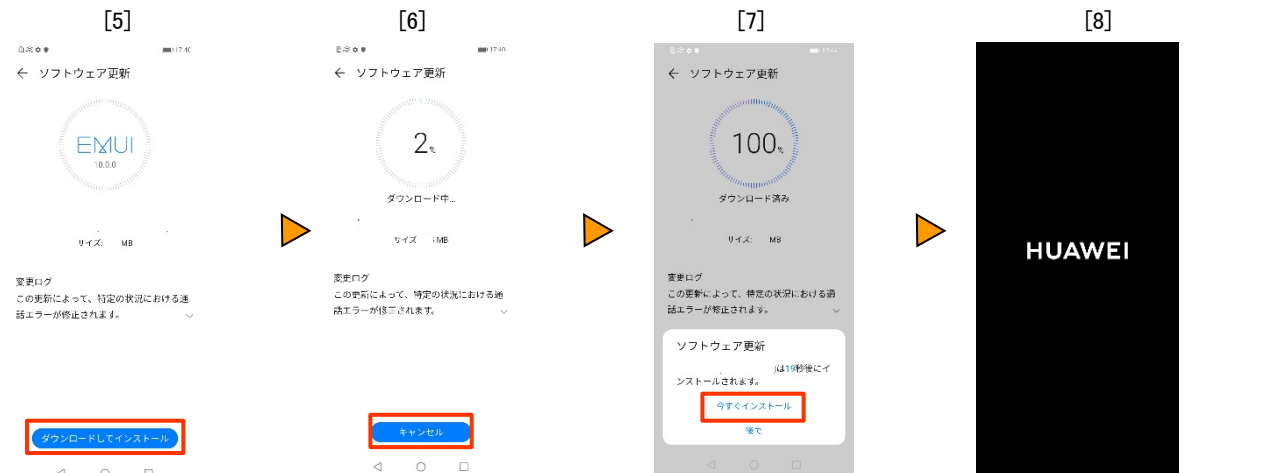 [5]
17:40
← ソフトウェア更新
EMUI
10.0.0
サイズ: MB
変更ログ
この更新によって、特定の状況における通
話エラーが修正されます。
ダウンロードしてインストール
[6]
17:40
← ソフトウェア更新
2%
ダウンロード中...
サイズ MB
変更ログ
この更新によって、特定の状況における通
話エラーが修正されます。
キャンセル
[7]
← ソフトウェア更新
100%
ダウンロード済み
サイズ: MB
変更ログ
この更新によって、特定の状況における通
話エラーが修正されます。
ソフトウェア更新
)は19秒後にイ
ンストールされます。
今すぐインストール
後で
[8]
HUAWEI